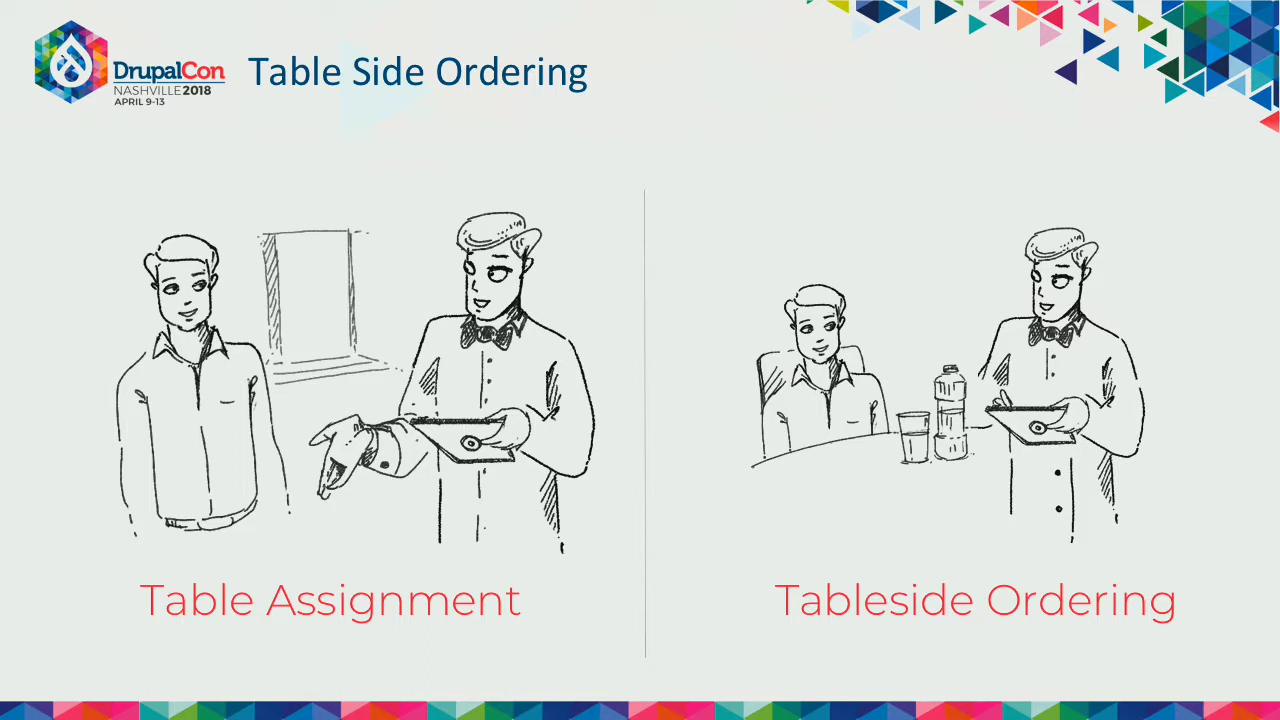 DrupalCon
NASHVILLE 2018
APRIL 9-13
Table Side Ordering
Table Assignment
Tableside Ordering